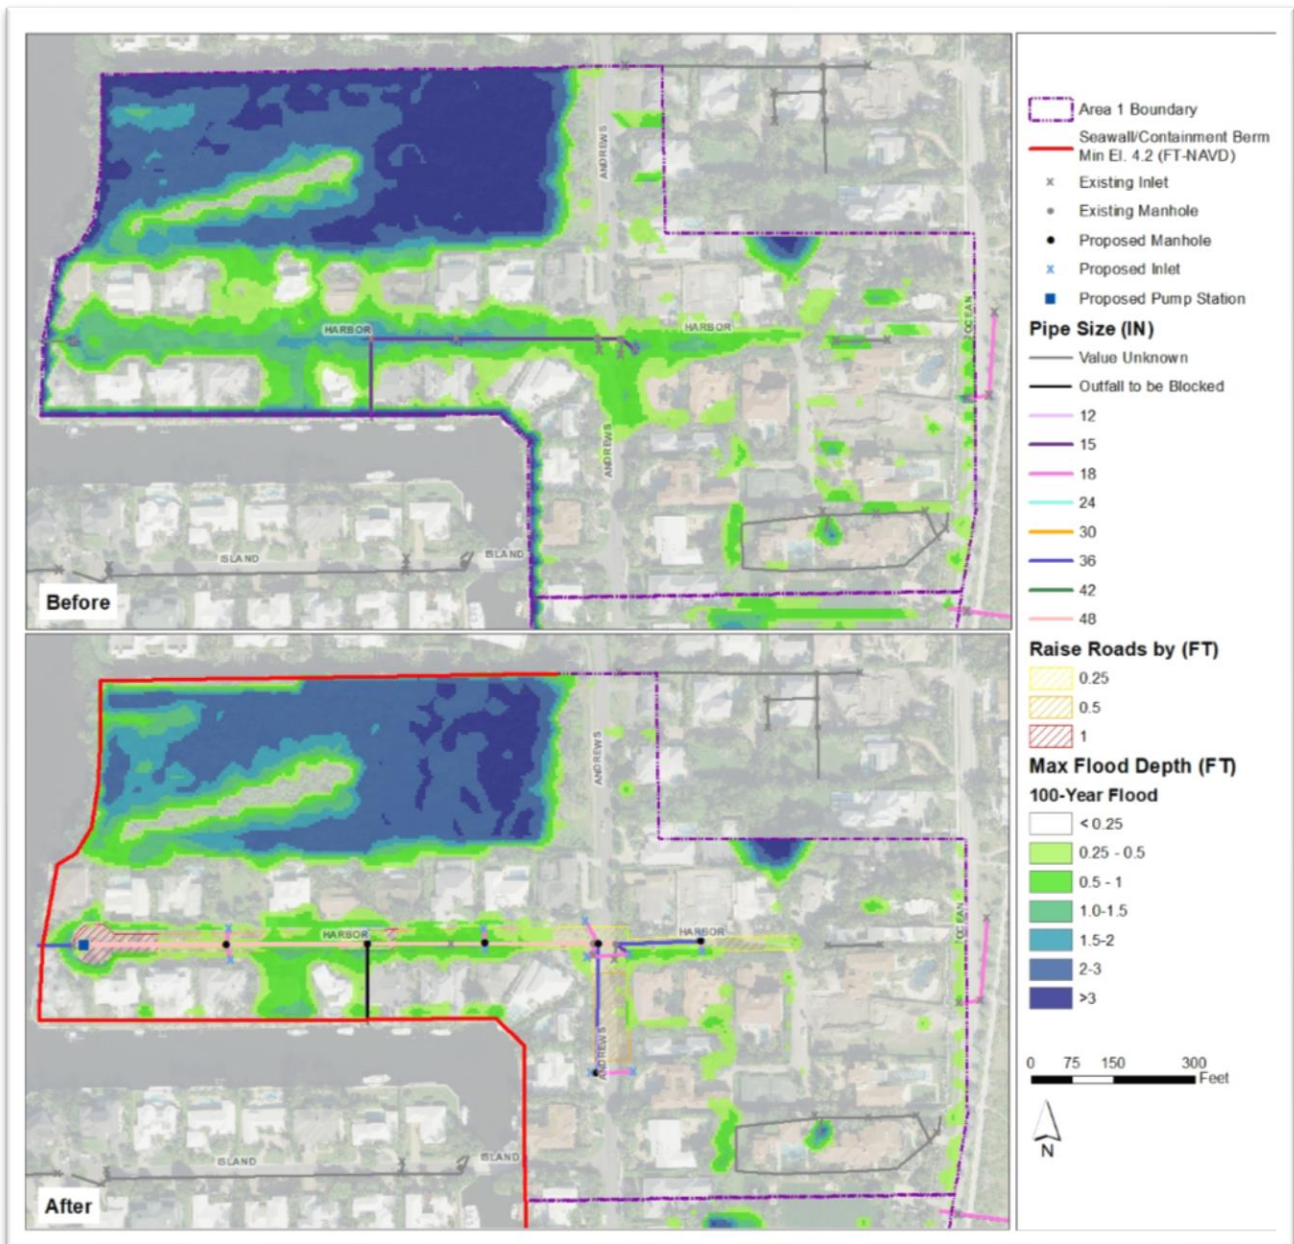 ANDREWS
HARBOR
HARBOR
OCEAN
ANDREWS
ISLAND
ISLAND
Before
ANDREWS
HARBOR
HARBOR
OCEAN
ANDREWS
ISLAND
ISLAND
After
Area 1 Boundary
Seawall/Containment Berm
Min El. 4.2 (FT-NAVD)
Existing Inlet
Existing Manhole
Proposed Manhole
Proposed Inlet
Proposed Pump Station
Pipe Size (IN)
Value Unknown
Outfall to be Blocked
12
15
18
24
30
36
42
48
Raise Roads by (FT)
0.25
0.5
1
Max Flood Depth (FT)
100-Year Flood
< 0.25
0.25 - 0.5
0.5 - 1
1.0-1.5
1.5-2
2-3
>3
0 75 150 300
Feet
N